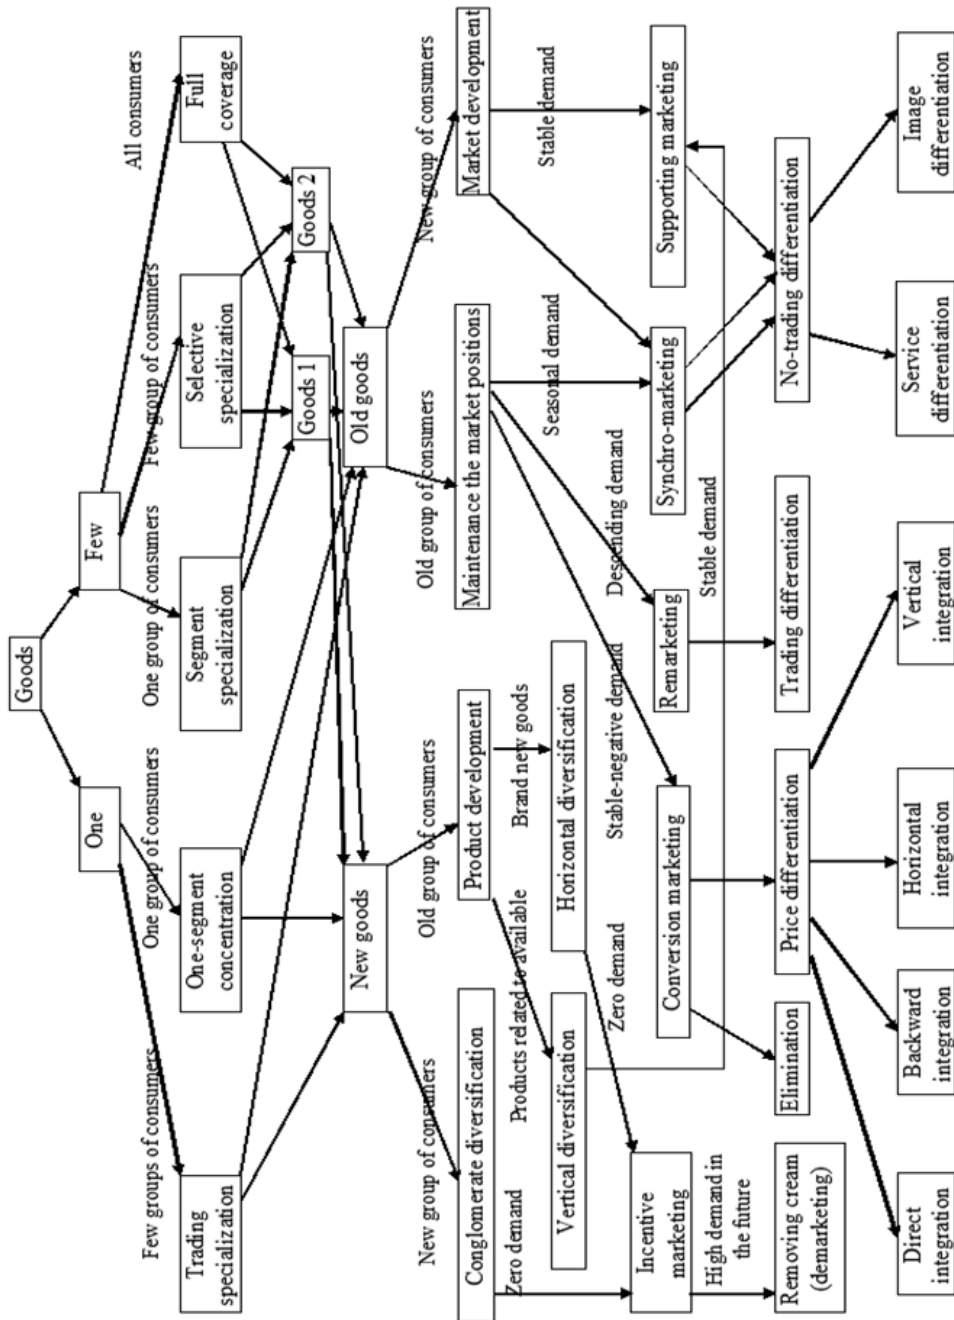 Goods
One
Few
Few groups of consumers
One group of consumers
One group of consumers
Few group of consumers
All consumers
Trading
specialization
One-segment
concentration
Segment
specialization
Selective
specialization
Full
coverage
Goods 1
Goods 2
New goods
Old goods
New group of consumers
Old group of consumers
Old group of consumers
New group of consumers
Conglomerate diversification
Product development
Maintenance the market positions
Market development
Zero demand
Products related to available
Brand new goods
Seasonal demand
Stable demand
Vertical diversification
Horizontal diversification
Zero demand
Stable-negative demand
Descending demand
Incentive
marketing
Conversion marketing
Remarketing
Synchro-marketing
Supporting marketing
High demand in
the future
Stable demand
Removing cream
(demarketing)
Elimination
Price differentiation
Trading differentiation
No-trading differentiation
Direct
integration
Backward
integration
Horizontal
integration
Vertical
integration
Service
differentiation
Image
differentiation